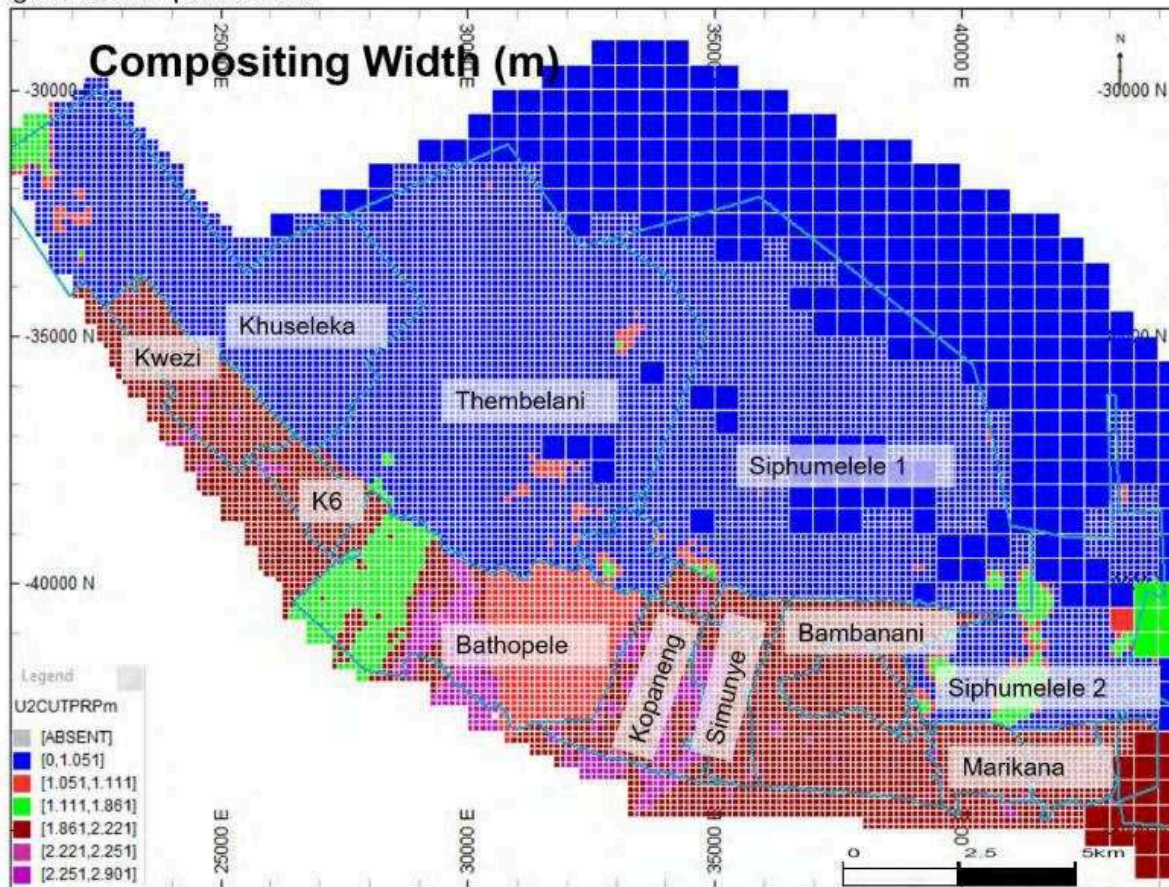 Compositing Width (m)
25000 E
30000 E
35000 E
40000 E
N
-30000 N
-30000 N
Khuseleka
-35000 N
Kwezi
Thembelani
Siphumelele 1
K6
-40000 N
Bathopele
Kopaneng
Simunye
Bambanani
Siphumelele 2
Marikana
Legend
U2CUTPRPm
[ABSENT]
[0,1.051]
[1.051,1.111]
[1.111,1.861]
[1.861,2.221]
[2.221,2.251]
[2.251,2.901]
25000 E
30000 E
35000 E
0 2.5 5km